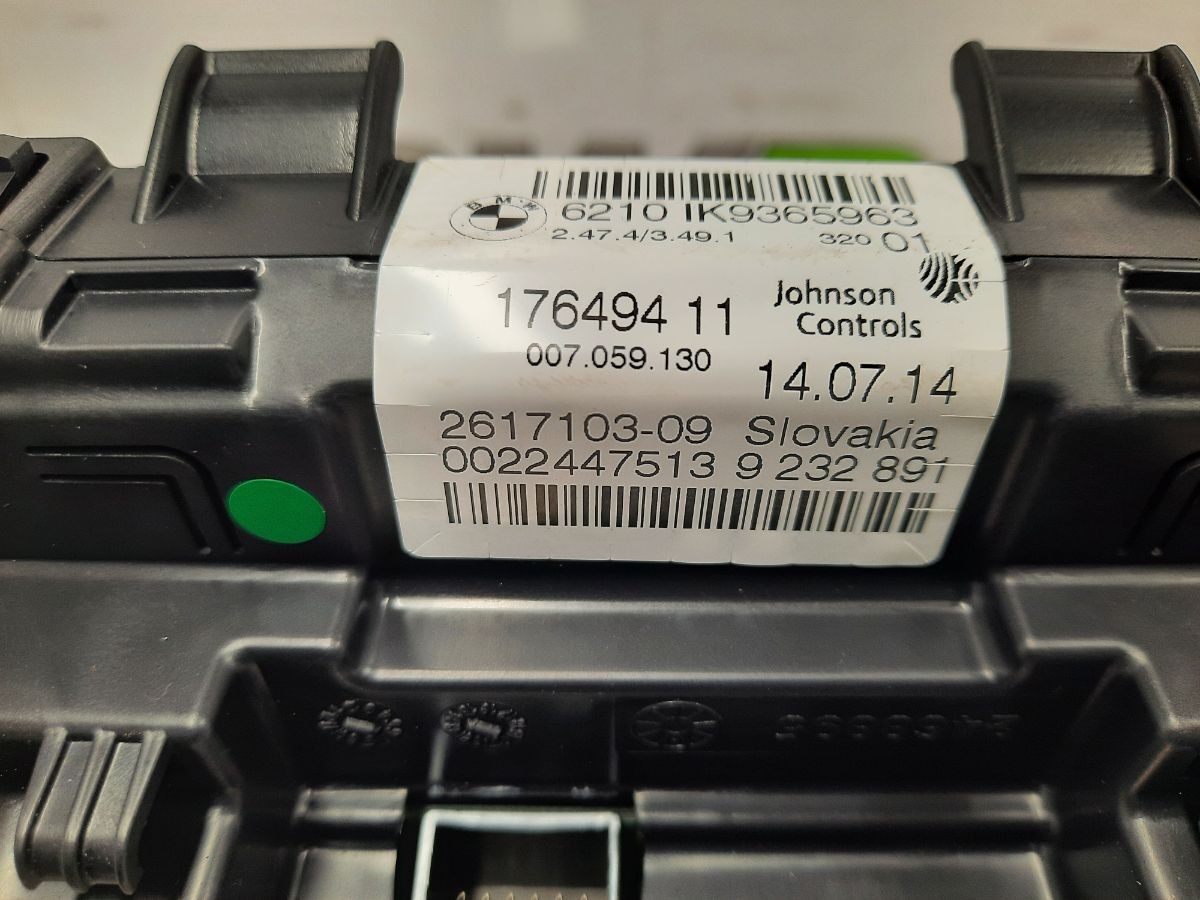 BMW
6210 IK9365963
2.47.4/3.49.1 320 01
Johnson
Controls
176494 11
007.059.130
14.07.14
2617103-09 Slovakia
0022447513 9 232 891